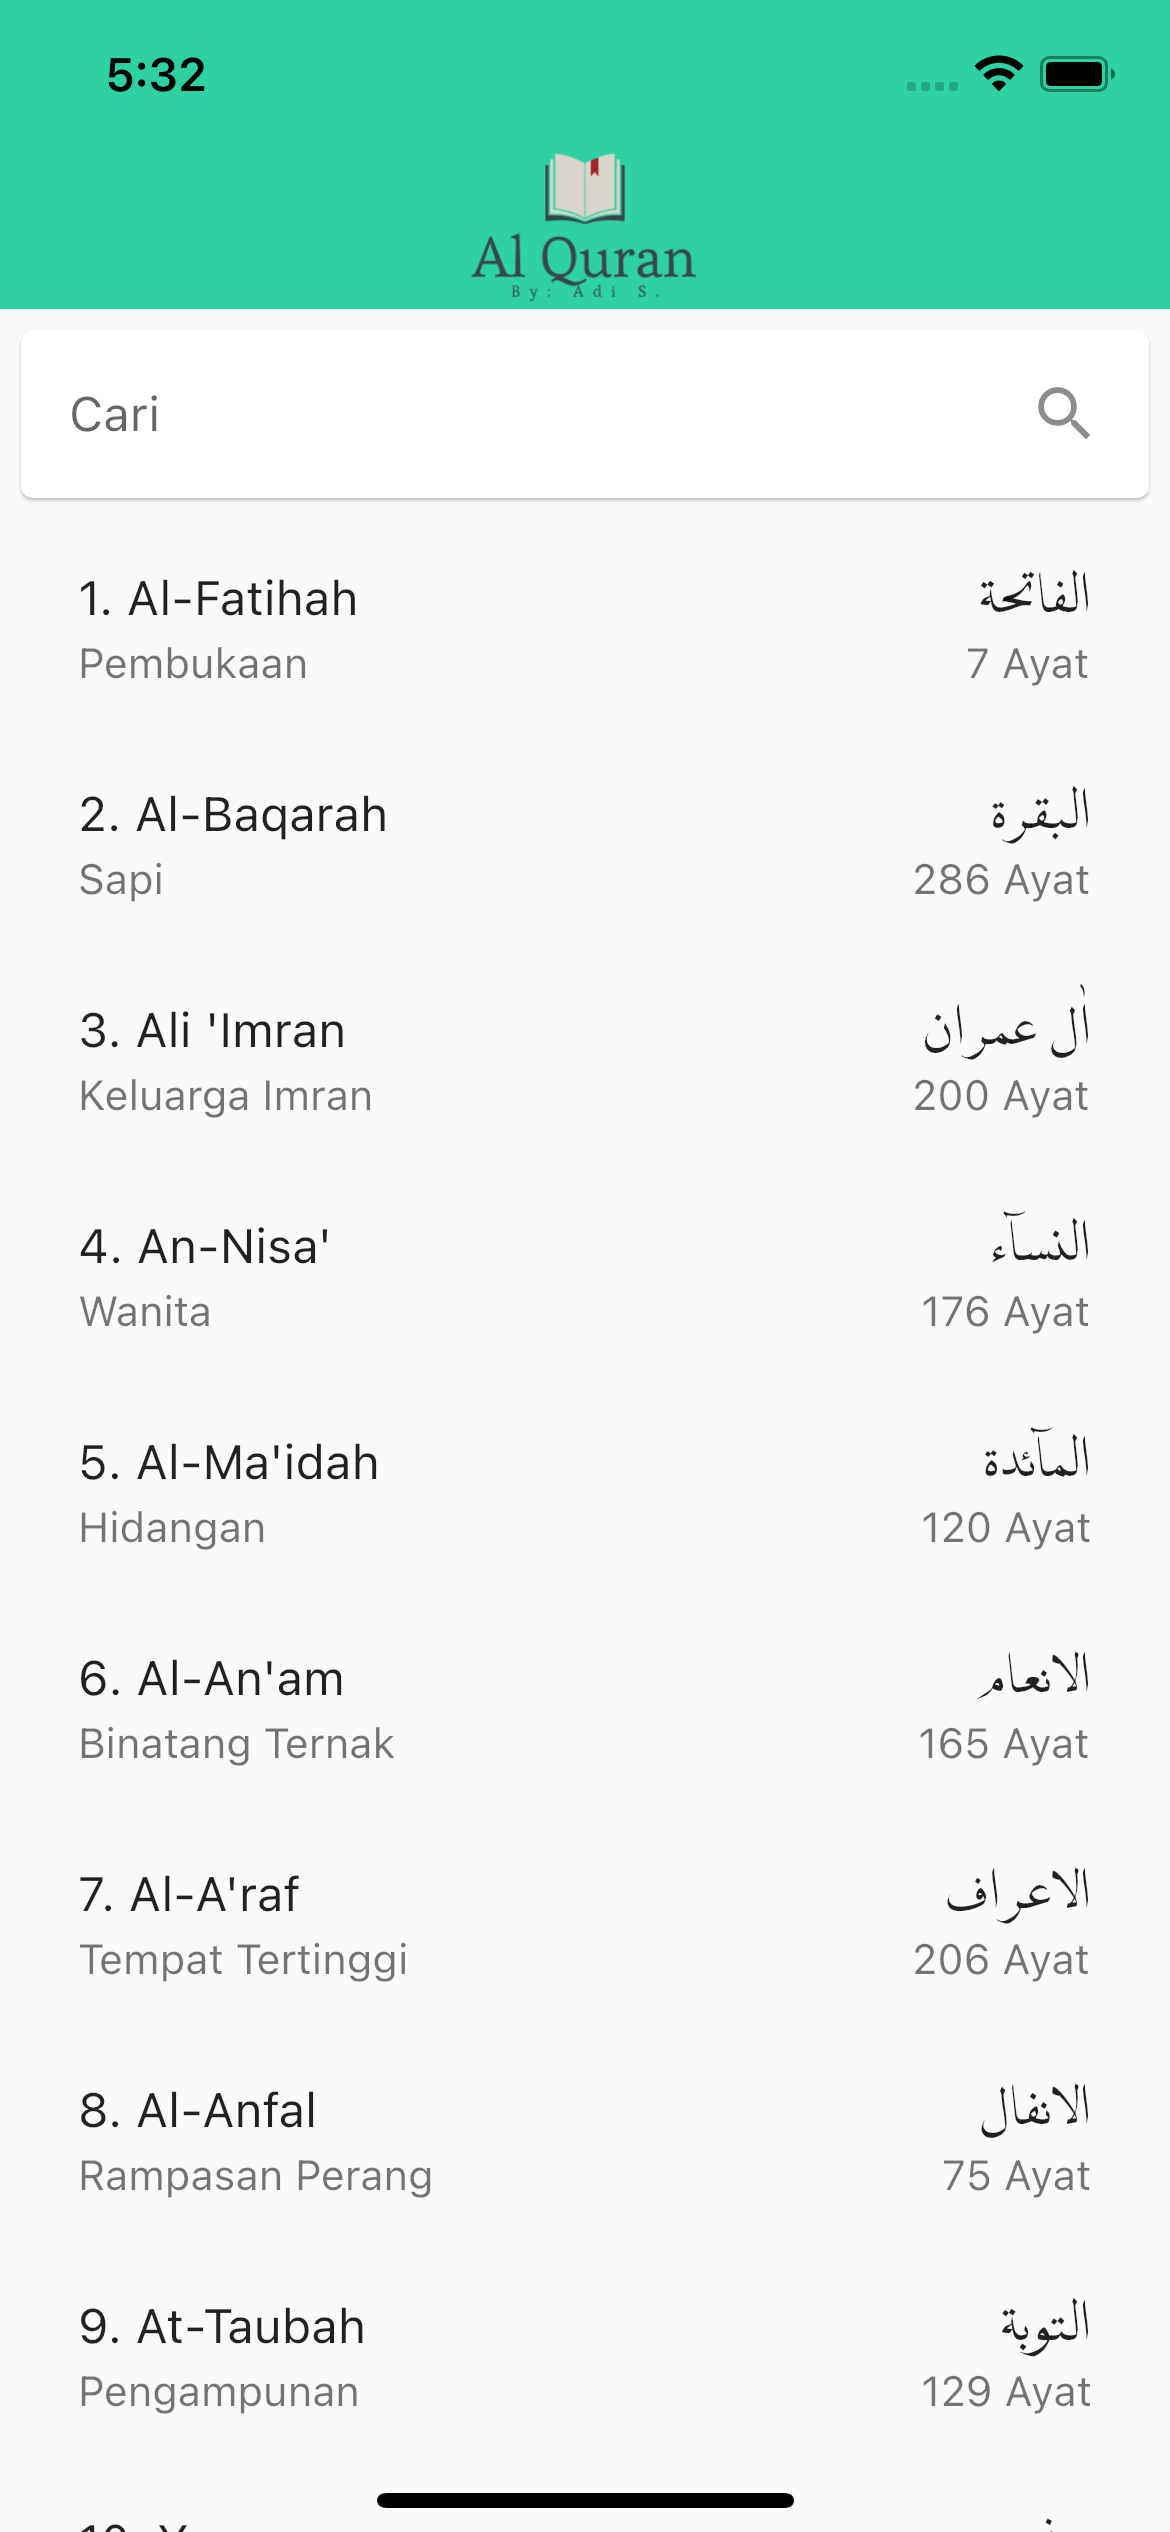 5:32
Al Quran
By: Adi S.
Cari
1. Al-Fatihah
الفاتحة
Pembukaan
7 Ayat
2. Al-Baqarah
البقرة
Sapi
286 Ayat
3. Ali 'Imran
اٰل عمران
Keluarga Imran
200 Ayat
4. An-Nisa'
النساۤء
Wanita
176 Ayat
5. Al-Ma'idah
الماۤئدة
Hidangan
120 Ayat
6. Al-An'am
الانعام
Binatang Ternak
165 Ayat
7. Al-A'raf
الاعراف
Tempat Tertinggi
206 Ayat
8. Al-Anfal
الانفال
Rampasan Perang
75 Ayat
9. At-Taubah
التوبة
Pengampunan
129 Ayat